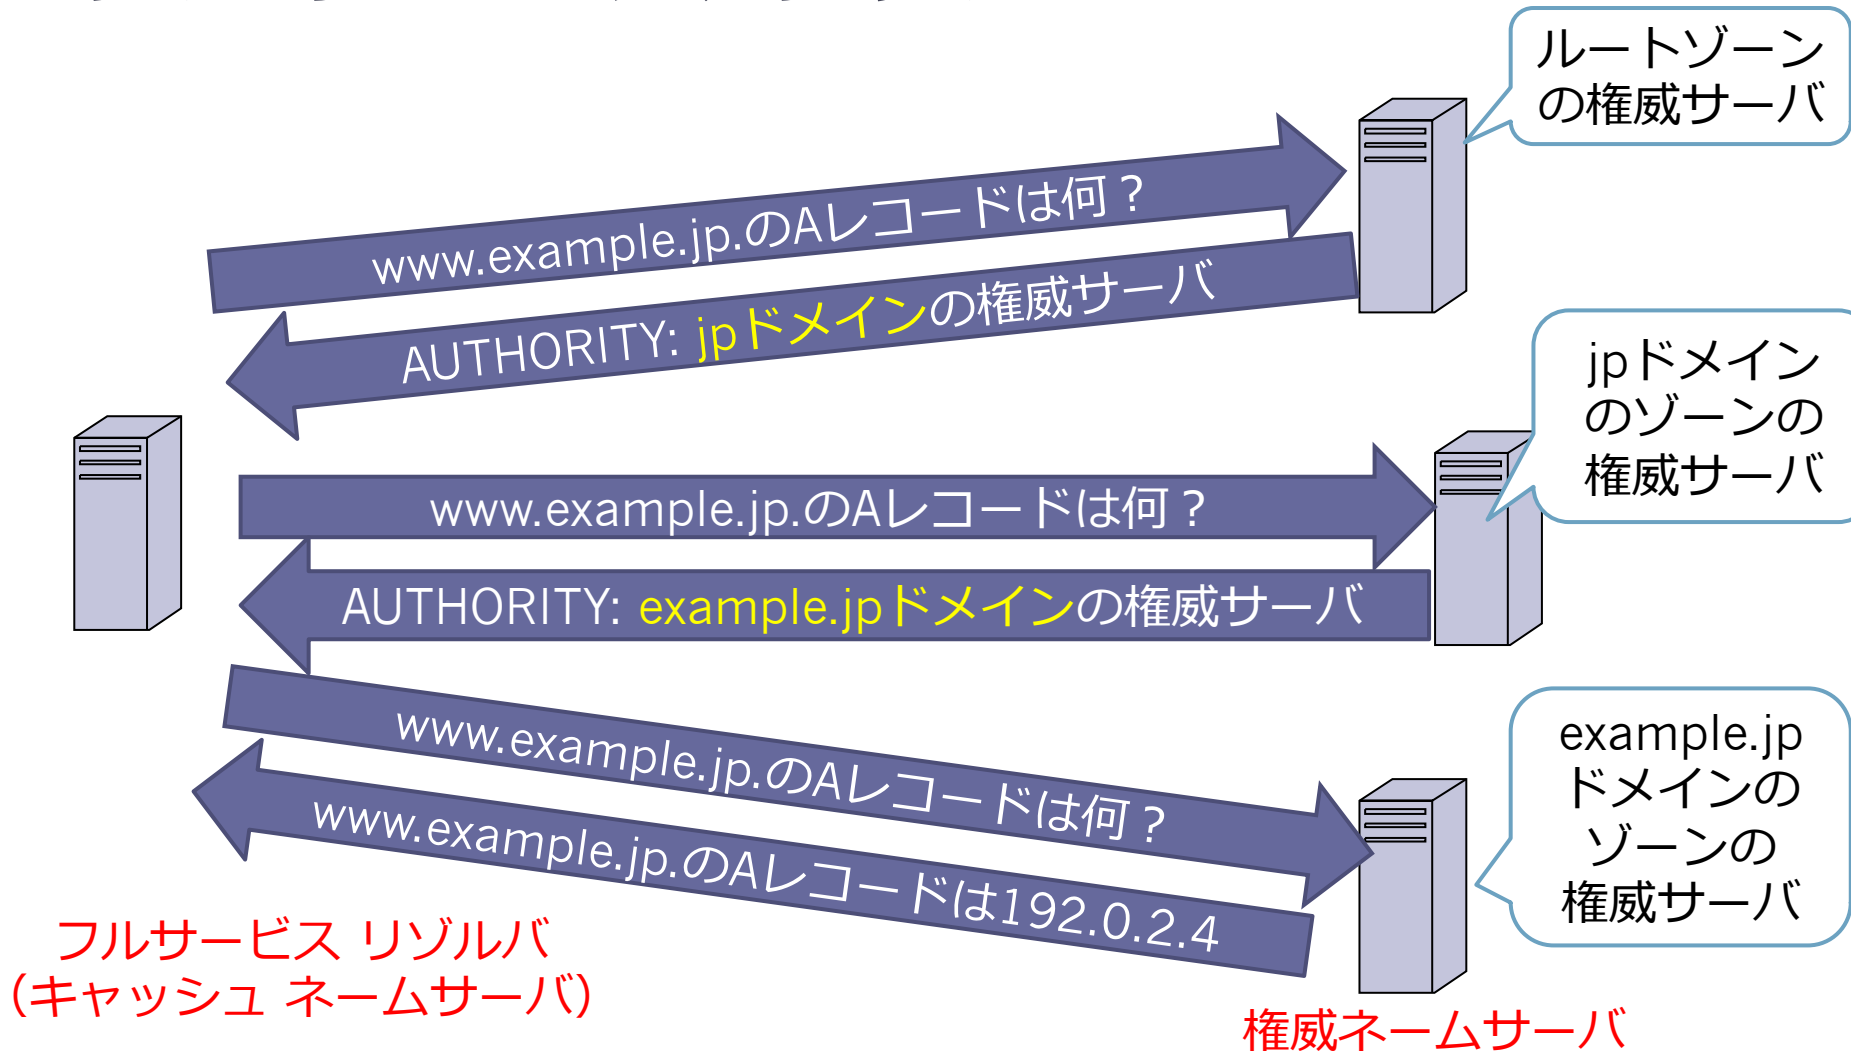 ルートゾーン
の権威サーバ
www.example.jp.のAレコードは何？
AUTHORITY: jpドメインの権威サーバ
jpドメイン
のゾーンの
権威サーバ
www.example.jp.のAレコードは何？
AUTHORITY: example.jpドメインの権威サーバ
www.example.jp.のAレコードは何？
www.example.jp.のAレコードは192.0.2.4
example.jp
ドメインの
ゾーンの
権威サーバ
フルサービス リゾルバ
（キャッシュ ネームサーバ）
権威ネームサーバ